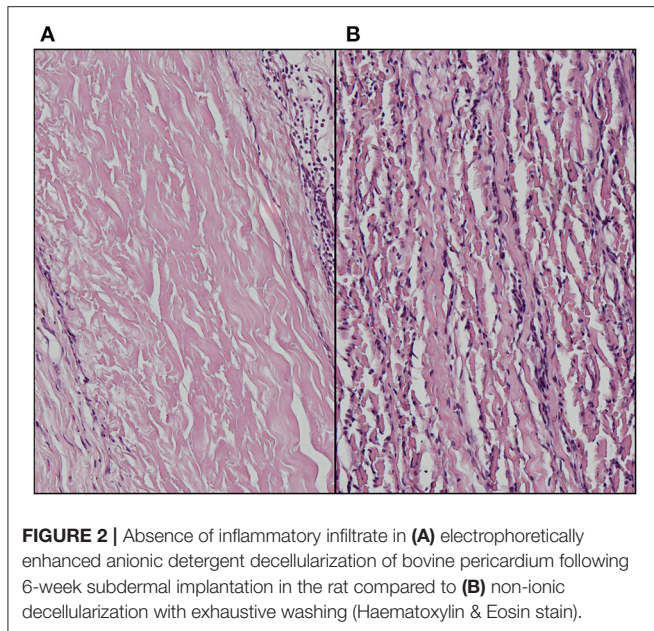 A
B
FIGURE 2 | Absence of inflammatory infiltrate in (A) electrophoretically
enhanced anionic detergent decellularization of bovine pericardium following
6-week subdermal implantation in the rat compared to (B) non-ionic
decellularization with exhaustive washing (Haematoxylin & Eosin stain).